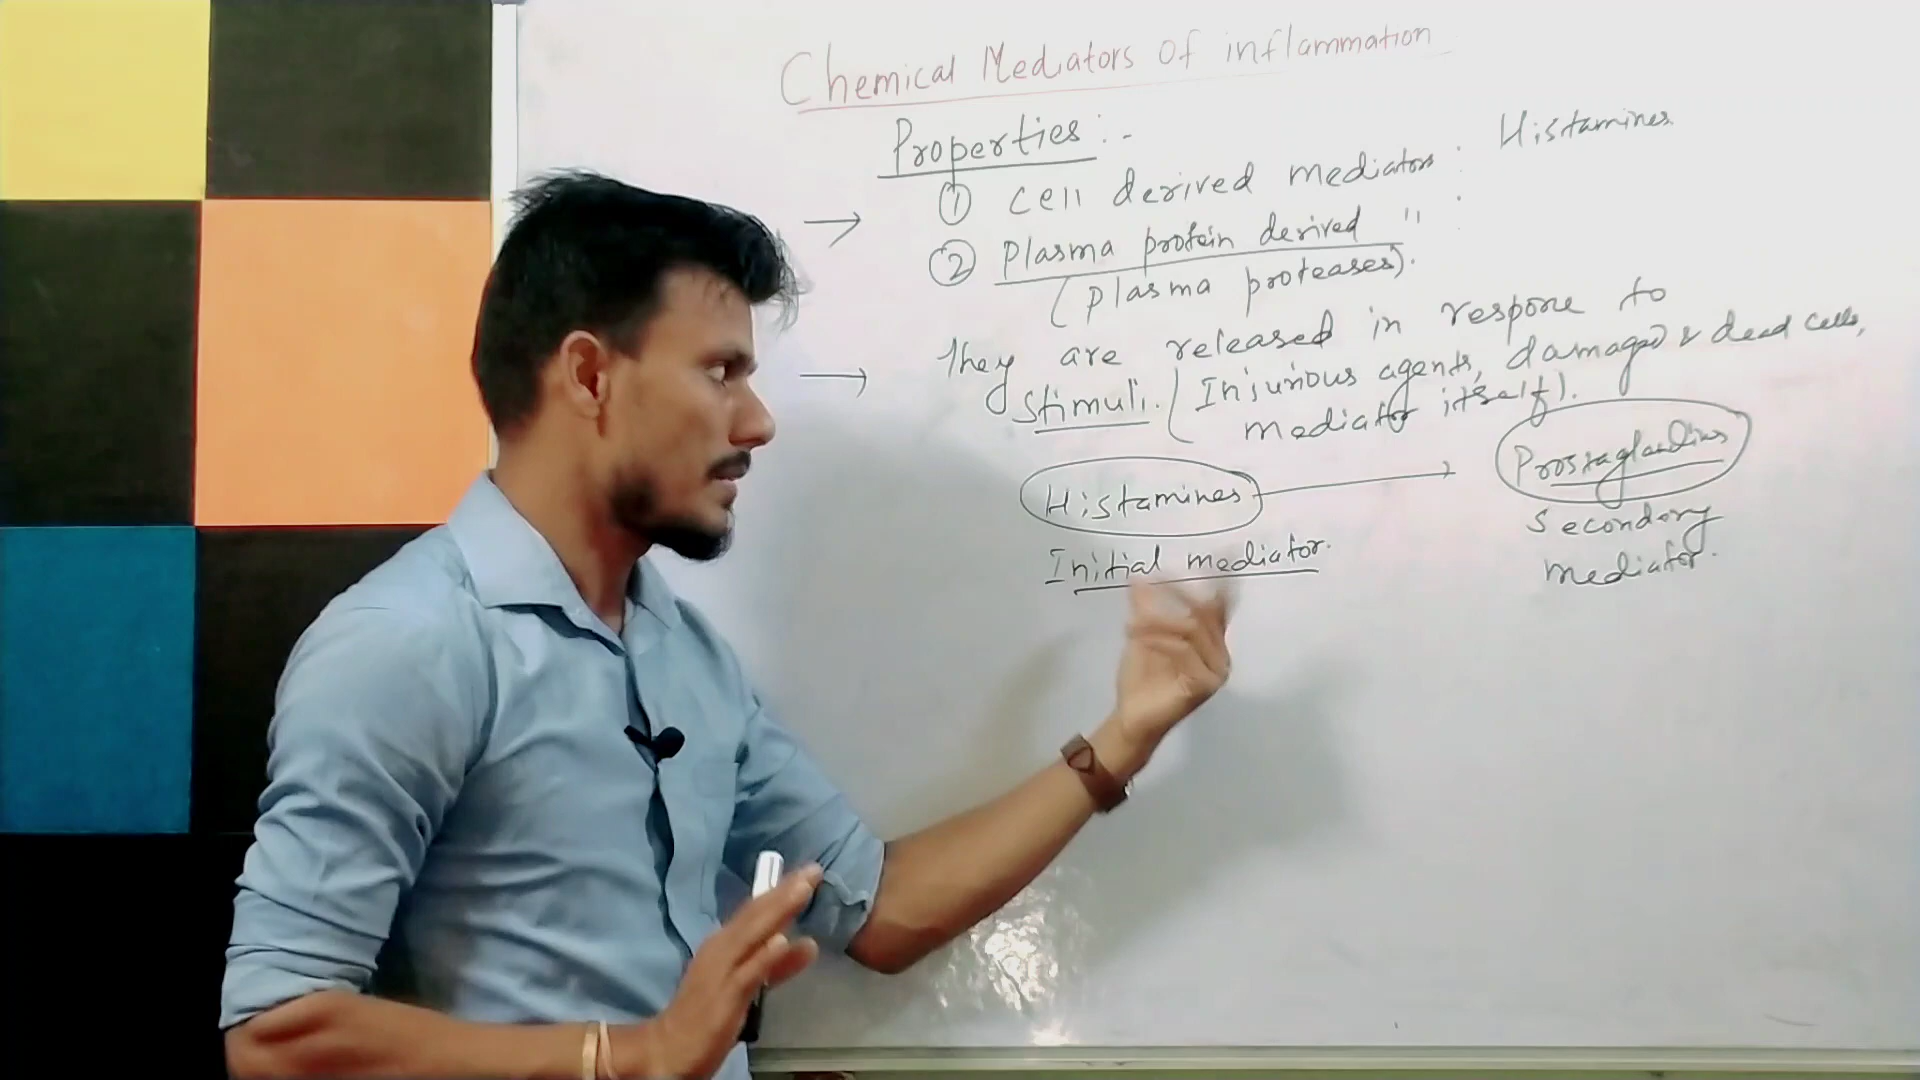 Chemical Mediators Of inflammation
Properties :-
① Cell derived mediators : Histamines
② Plasma protein derived " :
(Plasma proteases).
→ They are released in respone to
Stimuli. (Injurious agents, damaged & dead cells,
mediator itself).
Histamines → Prostaglandins
Initial mediator. Secondary
mediator.